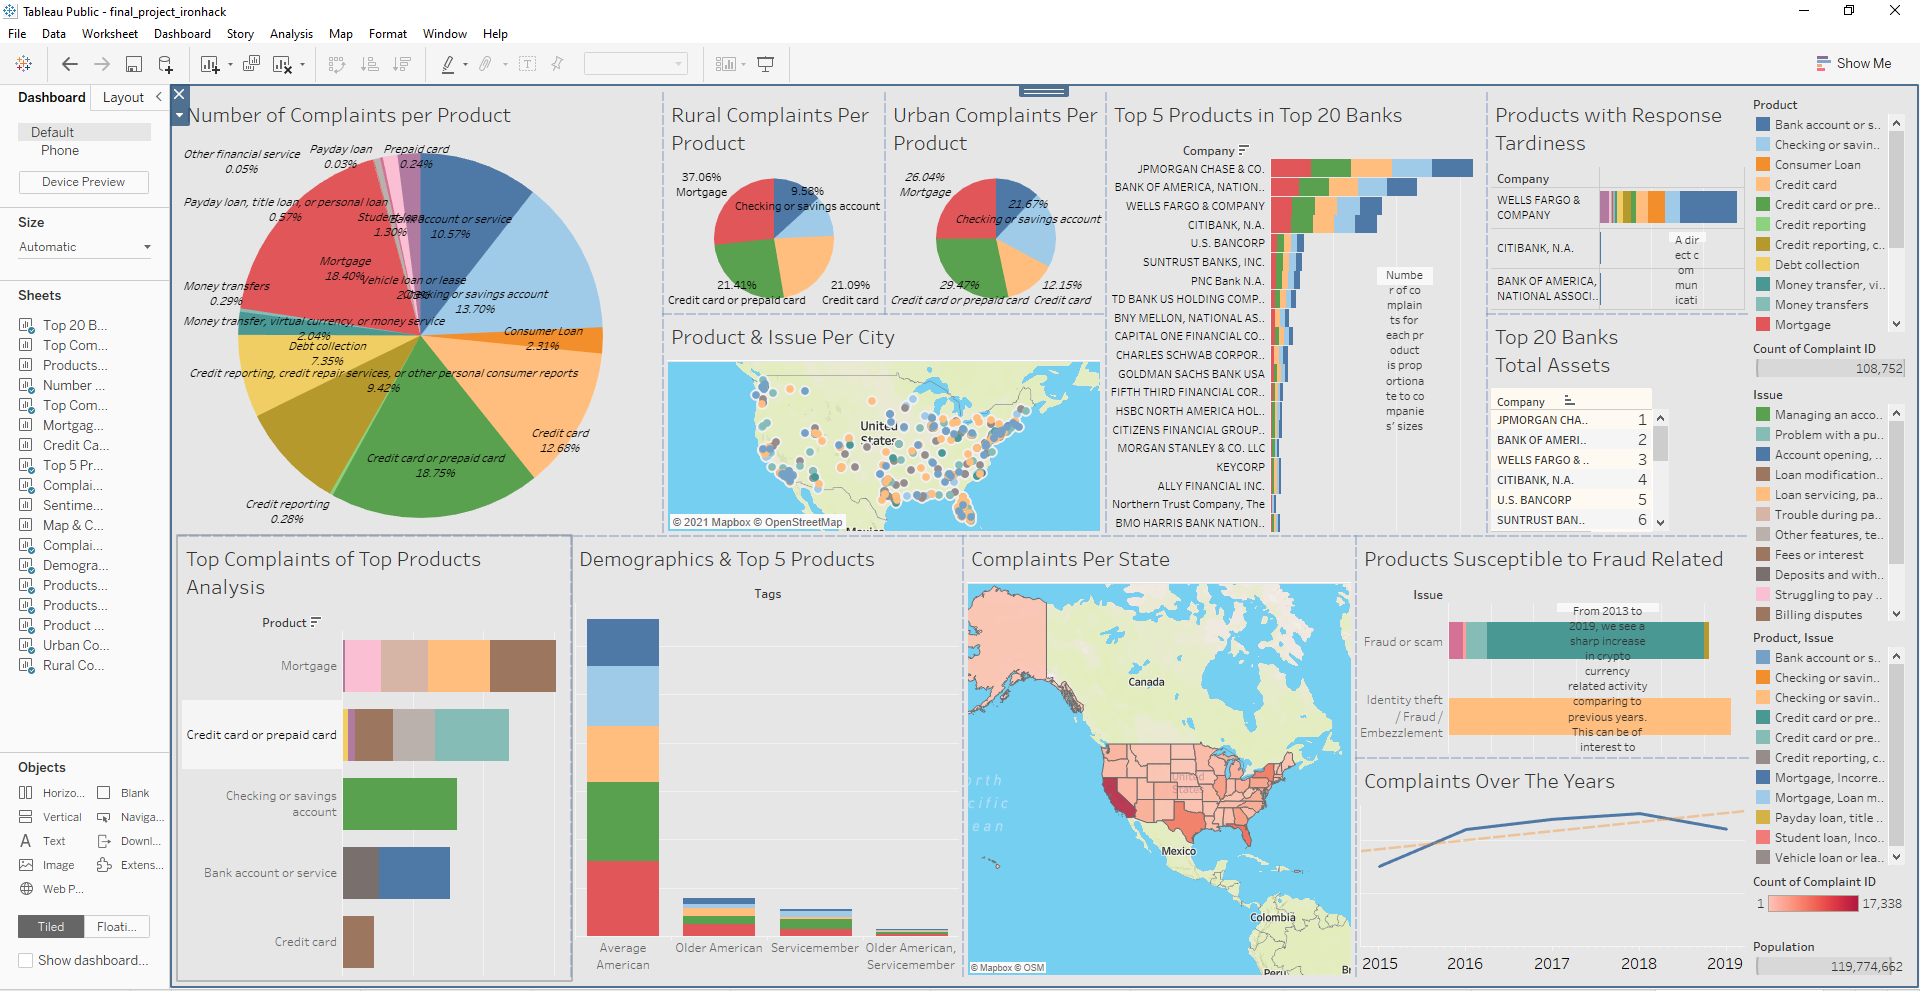 Tableau Public - final_project_ironhack
File Data Worksheet Dashboard Story Analysis Map Format Window Help
Show Me
Dashboard Layout
Default
Phone
Device Preview
Size
Automatic
Sheets
Top 20 B...
Top Com...
Products...
Number ...
Top Com...
Mortgag...
Credit Ca...
Top 5 Pr...
Complai...
Sentime...
Map & C...
Complai...
Demogra...
Products...
Products...
Product ...
Urban Co...
Rural Co...
Objects
Horizo... Blank
Vertical Naviga...
Text Downl...
Image Extens...
Web P...
Tiled Floati...
Show dashboard...
Number of Complaints per Product
Other financial service
0.05%
Payday loan
0.03%
Prepaid card
0.24%
Payday loan, title loan, or personal loan
0.57%
Student loan
1.30%
Bank account or service
10.57%
Mortgage
18.40%
Vehicle loan or lease
Checking or savings account
13.70%
Money transfers
0.29%
Money transfer, virtual currency, or money service
2.04%
Consumer Loan
2.31%
Debt collection
7.35%
Credit reporting, credit repair services, or other personal consumer reports
9.42%
Credit card
12.68%
Credit card or prepaid card
18.75%
Credit reporting
0.28%
Rural Complaints Per
Product
37.06%
Mortgage
9.58%
Checking or savings account
21.41%
Credit card or prepaid card
21.09%
Credit card
Urban Complaints Per
Product
26.04%
Mortgage
21.67%
Checking or savings account
29.47%
Credit card or prepaid card
12.15%
Credit card
Product & Issue Per City
United
States
Mexico
© 2021 Mapbox © OpenStreetMap
Top 5 Products in Top 20 Banks
Company
JPMORGAN CHASE & CO.
BANK OF AMERICA, NATION..
WELLS FARGO & COMPANY
CITIBANK, N.A.
U.S. BANCORP
SUNTRUST BANKS, INC.
PNC Bank N.A.
TD BANK US HOLDING COMP..
BNY MELLON, NATIONAL AS..
CAPITAL ONE FINANCIAL CO..
CHARLES SCHWAB CORPOR..
GOLDMAN SACHS BANK USA
FIFTH THIRD FINANCIAL COR..
HSBC NORTH AMERICA HOL..
CITIZENS FINANCIAL GROUP..
MORGAN STANLEY & CO. LLC
KEYCORP
ALLY FINANCIAL INC.
Northern Trust Company, The
BMO HARRIS BANK NATION..
Numbe
r of co
mplain
ts for
each pr
oduct
is prop
ortiona
te to co
mpanie
s' sizes
Products with Response
Tardiness
Company
WELLS FARGO &
COMPANY
CITIBANK, N.A.
BANK OF AMERICA,
NATIONAL ASSOCI..
A dir
ect c
om
mun
icati
Top 20 Banks
Total Assets
Company
JPMORGAN CHA.. 1
BANK OF AMERI.. 2
WELLS FARGO & .. 3
CITIBANK, N.A. 4
U.S. BANCORP 5
SUNTRUST BAN.. 6
Top Complaints of Top Products
Analysis
Product
Mortgage
Credit card or prepaid card
Checking or savings
account
Bank account or service
Credit card
Demographics & Top 5 Products
Tags
Average
American
Older American
Servicemember
Older American,
Servicemember
Complaints Per State
Canada
United
States
orth
cific
ean
Mexico
Colombia
Peru
Br
© Mapbox © OSM
Products Susceptible to Fraud Related
Issue
Fraud or scam
Identity theft
/ Fraud /
Embezzlement
From 2013 to
2019, we see a
sharp increase
in crypto
currency
related activity
comparing to
previous years.
This can be of
interest to
Complaints Over The Years
2015 2016 2017 2018 2019
Product
Bank account or s..
Checking or savin..
Consumer Loan
Credit card
Credit card or pre..
Credit reporting
Credit reporting, c..
Debt collection
Money transfer, vi..
Money transfers
Mortgage
Count of Complaint ID
108,752
Issue
Managing an acco..
Problem with a pu..
Account opening, ..
Loan modification..
Loan servicing, pa..
Trouble during pa..
Other features, te..
Fees or interest
Deposits and with..
Struggling to pay ..
Billing disputes
Product, Issue
Bank account or s..
Checking or savin..
Checking or savin..
Credit card or pre..
Credit card or pre..
Credit reporting, c..
Mortgage, Incorre..
Mortgage, Loan m..
Payday loan, title ..
Student loan, Inco..
Vehicle loan or lea..
Count of Complaint ID
1 17,338
Population
119,774,662